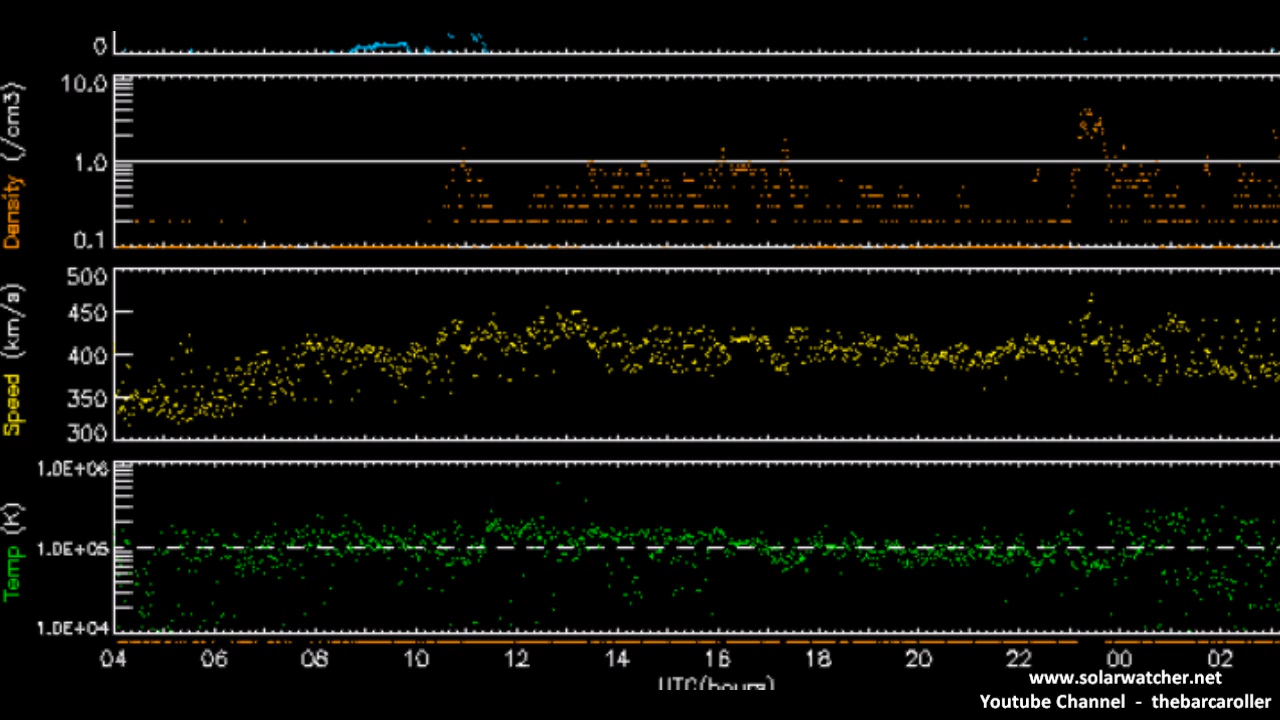 0
10.0
1.0
0.1
Density (/cm3)
500
450
400
350
300
Speed (km/s)
1.0E+06
1.0E+05
1.0E+04
Temp (K)
04 06 08 10 12 14 16 18 20 22 00 02
UTC(hours)
www.solarwatcher.net
Youtube Channel - thebarcaroller